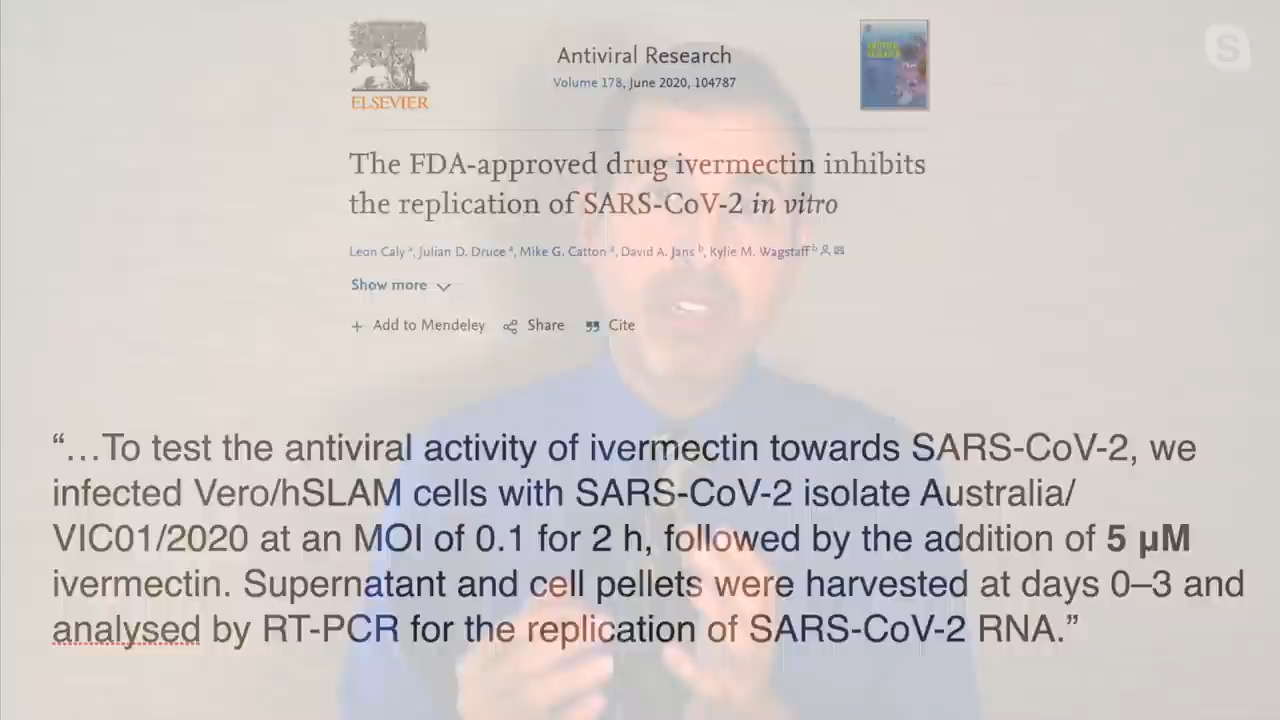 ELSEVIER
Antiviral Research
Volume 178, June 2020, 104787
The FDA-approved drug ivermectin inhibits
the replication of SARS-CoV-2 in vitro
Leon Caly ᵃ, Julian D. Druce ᵃ, Mike G. Catton ᵃ, David A. Jans ᵇ, Kylie M. Wagstaff ᵇ
Show more
+ Add to Mendeley Share Cite
“…To test the antiviral activity of ivermectin towards SARS-CoV-2, we
infected Vero/hSLAM cells with SARS-CoV-2 isolate Australia/
VIC01/2020 at an MOI of 0.1 for 2 h, followed by the addition of 5 µM
ivermectin. Supernatant and cell pellets were harvested at days 0–3 and
analysed by RT-PCR for the replication of SARS-CoV-2 RNA.”